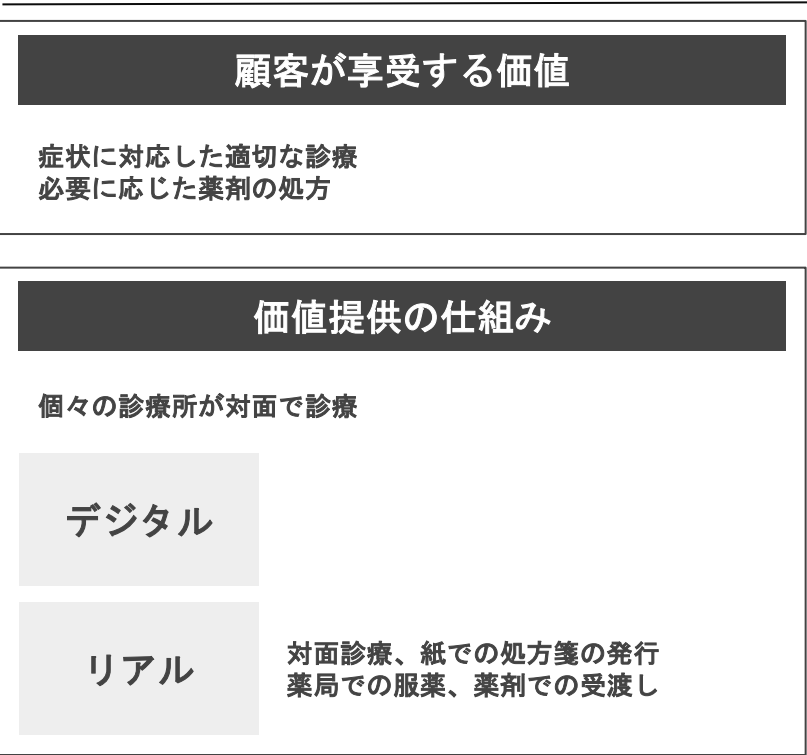 顧客が享受する価値
症状に対応した適切な診療
必要に応じた薬剤の処方
価値提供の仕組み
個々の診療所が対面で診療
デジタル
リアル
対面診療、紙での処方箋の発行
薬局での服薬、薬剤での受渡し